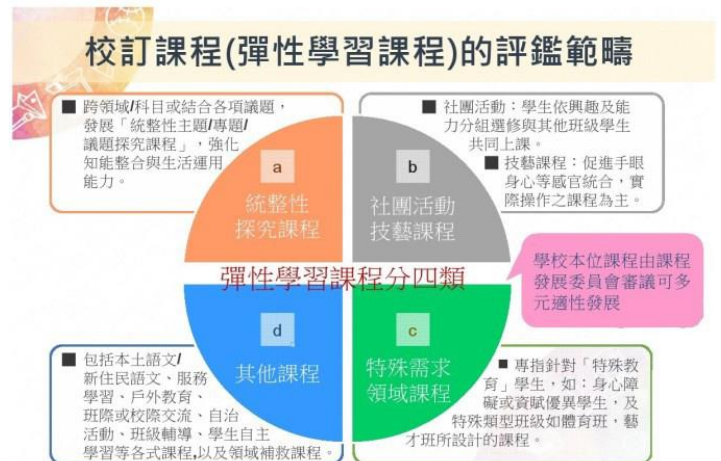 校訂課程(彈性學習課程)的評鑑範疇
■ 跨領域/科目或結合各項議題，
發展「統整性主題/專題/
議題探究課程」，強化
知能整合與生活運用
能力。
■ 社團活動：學生依興趣及能
力分組選修與其他班級學生
共同上課。
■ 技藝課程：促進手眼
身心等感官統合，實
際操作之課程為主。
a
統整性
探究課程
b
社團活動
技藝課程
彈性學習課程分四類
學校本位課程由課程
發展委員會審議可多
元適性發展
d
其他課程
c
特殊需求
領域課程
■ 包括本土語文/
新住民語文、服務
學習、戶外教育、
班際或校際交流、自治
活動、班級輔導、學生自主
學習等各式課程,以及領域補救課程。
■ 專指針對「特殊教
育」學生，如：身心障
礙或資賦優異學生，及
特殊類型班級如體育班，藝
才班所設計的課程。